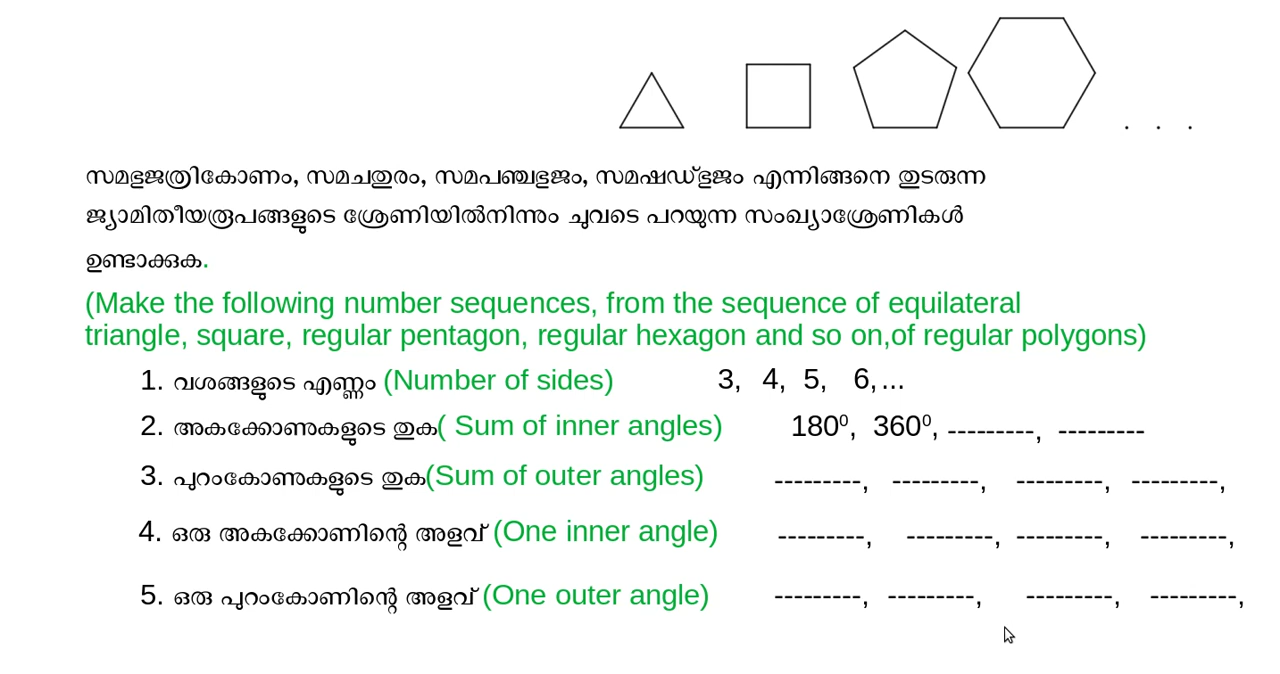 . . .
സമഭുജത്രികോണം, സമചതുരം, സമപഞ്ചഭുജം, സമഷഡ്ഭുജം എന്നിങ്ങനെ തുടരുന്ന
ജ്യാമിതീയരൂപങ്ങളുടെ ശ്രേണിയിൽനിന്നും ചുവടെ പറയുന്ന സംഖ്യാശ്രേണികൾ
ഉണ്ടാക്കുക.
(Make the following number sequences, from the sequence of equilateral
triangle, square, regular pentagon, regular hexagon and so on,of regular polygons)
1. വശങ്ങളുടെ എണ്ണം (Number of sides) 3, 4, 5, 6,...
2. അകക്കോണുകളുടെ തുക( Sum of inner angles) 180⁰, 360⁰, ---------, ---------
3. പുറംകോണുകളുടെ തുക(Sum of outer angles) ---------, ---------, ---------, ---------,
4. ഒരു അകക്കോണിന്റെ അളവ് (One inner angle) ---------, ---------, ---------, ---------,
5. ഒരു പുറംകോണിന്റെ അളവ് (One outer angle) ---------, ---------, ---------, ---------,